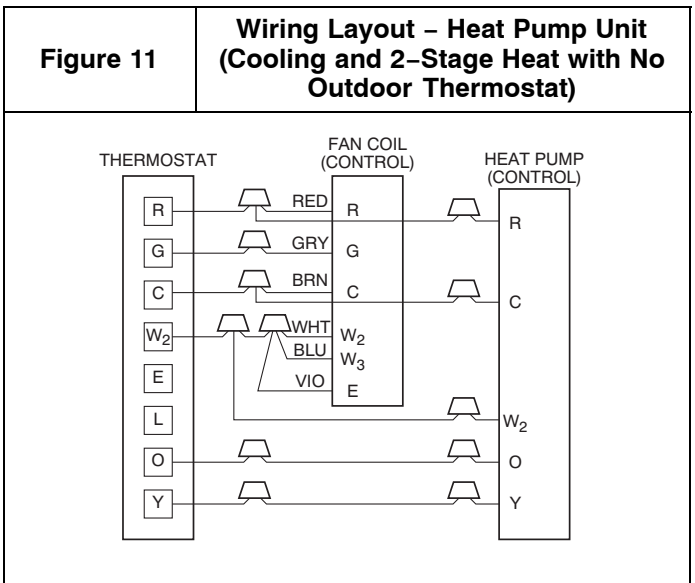 Figure 11
Wiring Layout – Heat Pump Unit
(Cooling and 2–Stage Heat with No
Outdoor Thermostat)
THERMOSTAT
FAN COIL
(CONTROL)
HEAT PUMP
(CONTROL)
R
RED
R
R
G
GRY
G
C
BRN
C
C
W2
WHT
W2
BLU
W3
E
VIO
E
L
W2
O
O
Y
Y